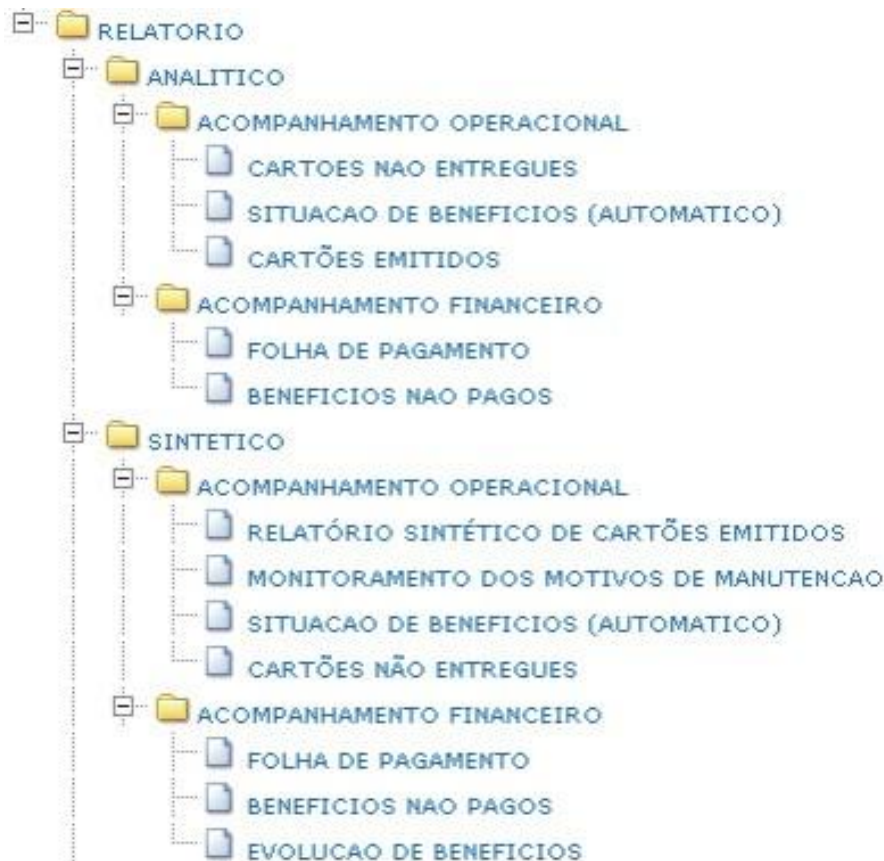 RELATORIO
ANALITICO
ACOMPANHAMENTO OPERACIONAL
CARTOES NAO ENTREGUES
SITUACAO DE BENEFICIOS (AUTOMATICO)
CARTÕES EMITIDOS
ACOMPANHAMENTO FINANCEIRO
FOLHA DE PAGAMENTO
BENEFICIOS NAO PAGOS
SINTETICO
ACOMPANHAMENTO OPERACIONAL
RELATÓRIO SINTÉTICO DE CARTÕES EMITIDOS
MONITORAMENTO DOS MOTIVOS DE MANUTENCAO
SITUACAO DE BENEFICIOS (AUTOMATICO)
CARTÕES NÃO ENTREGUES
ACOMPANHAMENTO FINANCEIRO
FOLHA DE PAGAMENTO
BENEFICIOS NAO PAGOS
EVOLUCAO DE BENEFICIOS